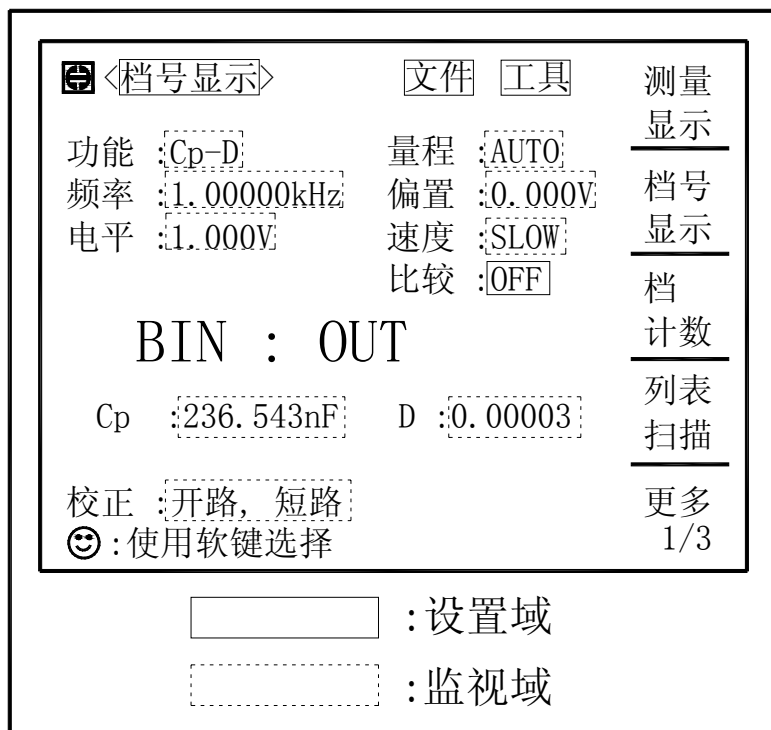 <档号显示> 文件 工具
功能 :Cp-D 量程 :AUTO
频率 :1.00000kHz 偏置 :0.000V
电平 :1.000V 速度 :SLOW
比较 :OFF
BIN : OUT
Cp :236.543nF D :0.00003
校正 :开路, 短路
:使用软键选择
测量
显示
档号
显示
档
计数
列表
扫描
更多
1/3
:设置域
:监视域